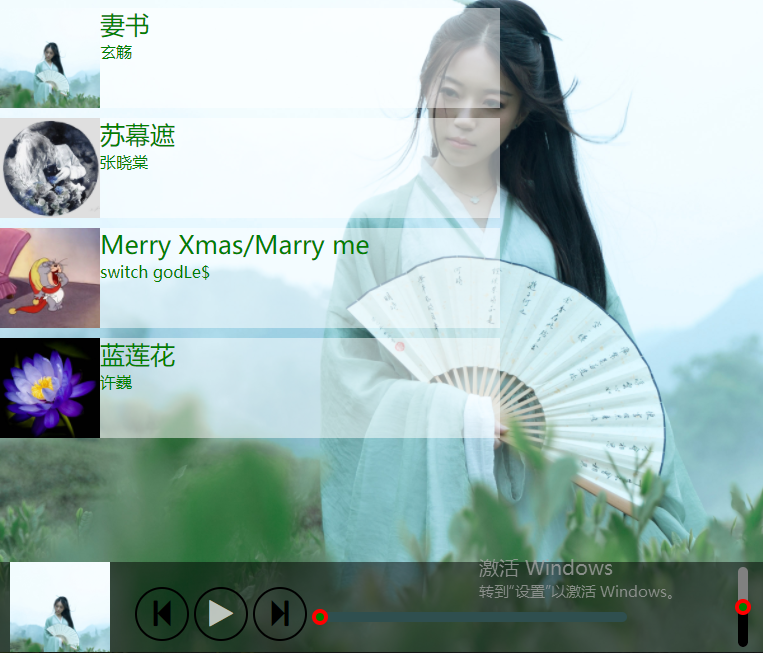 妻书
玄觞
苏幕遮
张晓棠
Merry Xmas/Marry me
switch godLe$
蓝莲花
许巍
激活 Windows
转到"设置"以激活 Windows。